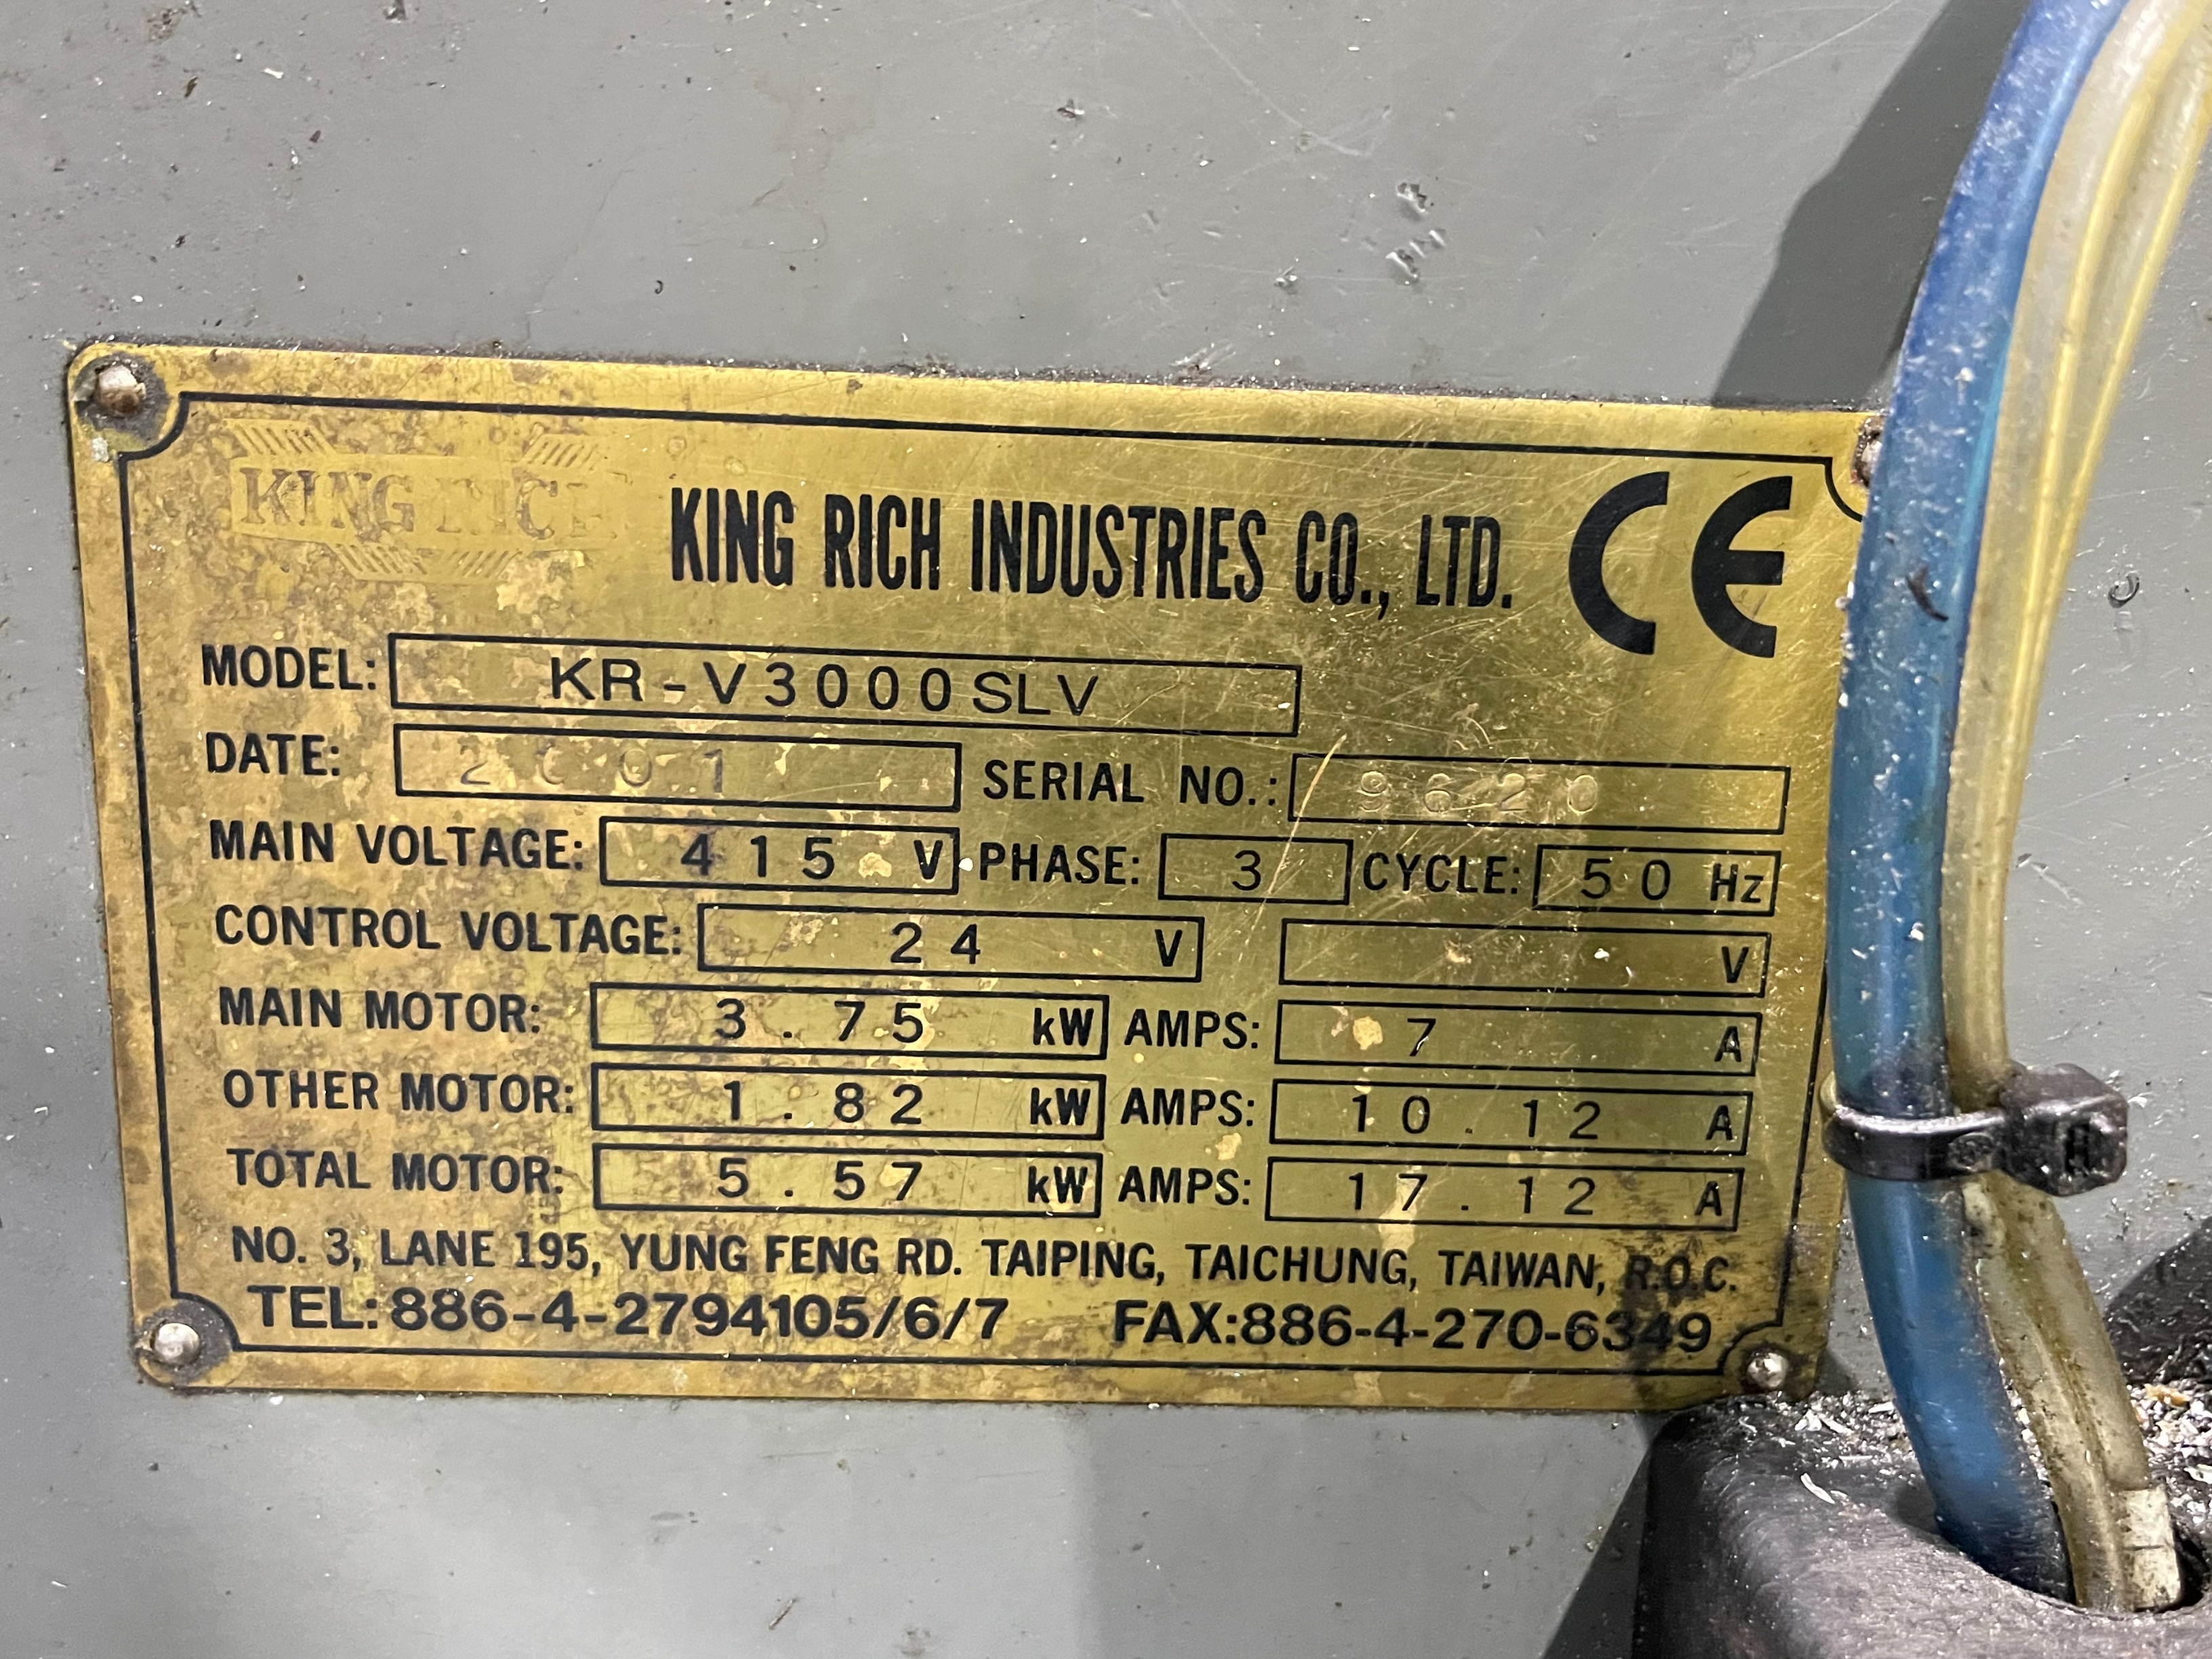 KING RICH
KING RICH INDUSTRIES CO., LTD. CE
MODEL: KR-V3000SLV
DATE: 2001 SERIAL NO.: 9620
MAIN VOLTAGE: 415 V PHASE: 3 CYCLE: 50 Hz
CONTROL VOLTAGE: 24 V V
MAIN MOTOR: 3.75 kW AMPS: 7 A
OTHER MOTOR: 1.82 kW AMPS: 10.12 A
TOTAL MOTOR: 5.57 kW AMPS: 17.12 A
NO. 3, LANE 195, YUNG FENG RD. TAIPING, TAICHUNG, TAIWAN, R.O.C.
TEL:886-4-2794105/6/7 FAX:886-4-270-6349